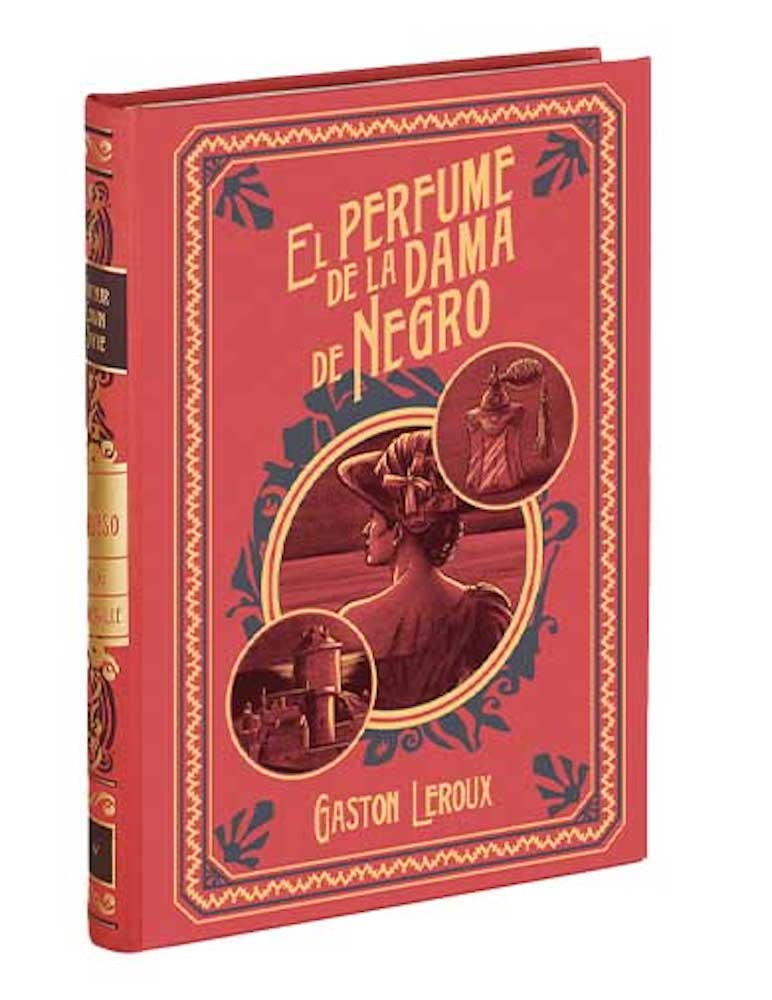 EL PERFUME
DE LA DAMA
DE NEGRO
GASTON LEROUX
V